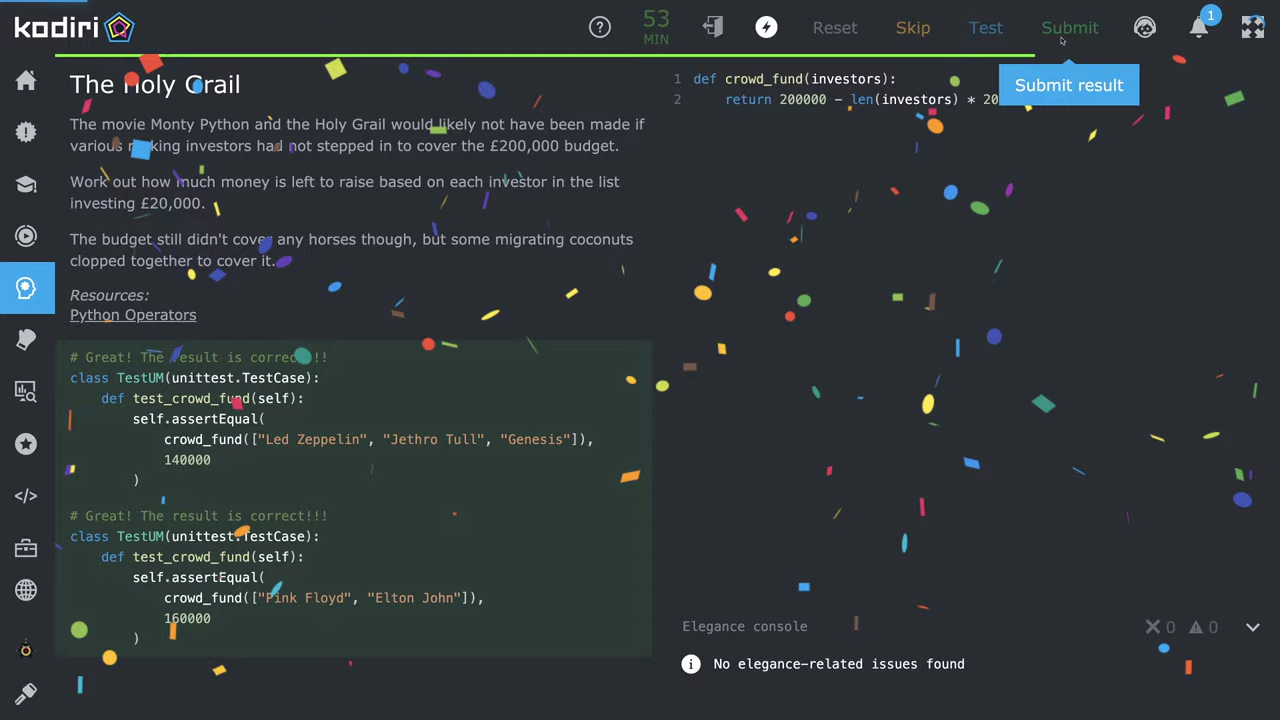 kodiri
53
MIN
Reset
Skip
Test
Submit
1
Submit result
The Holy Grail
The movie Monty Python and the Holy Grail would likely not have been made if
various rocking investors had not stepped in to cover the £200,000 budget.
Work out how much money is left to raise based on each investor in the list
investing £20,000.
The budget still didn't cover any horses though, but some migrating coconuts
clopped together to cover it.
Resources:
Python Operators
# Great! The result is correct!!!
class TestUM(unittest.TestCase):
def test_crowd_fund(self):
self.assertEqual(
crowd_fund(["Led Zeppelin", "Jethro Tull", "Genesis"]),
140000
)
# Great! The result is correct!!!
class TestUM(unittest.TestCase):
def test_crowd_fund(self):
self.assertEqual(
crowd_fund(["Pink Floyd", "Elton John"]),
160000
)
1 def crowd_fund(investors):
2 return 200000 - len(investors) * 20
Elegance console
0
0
No elegance-related issues found